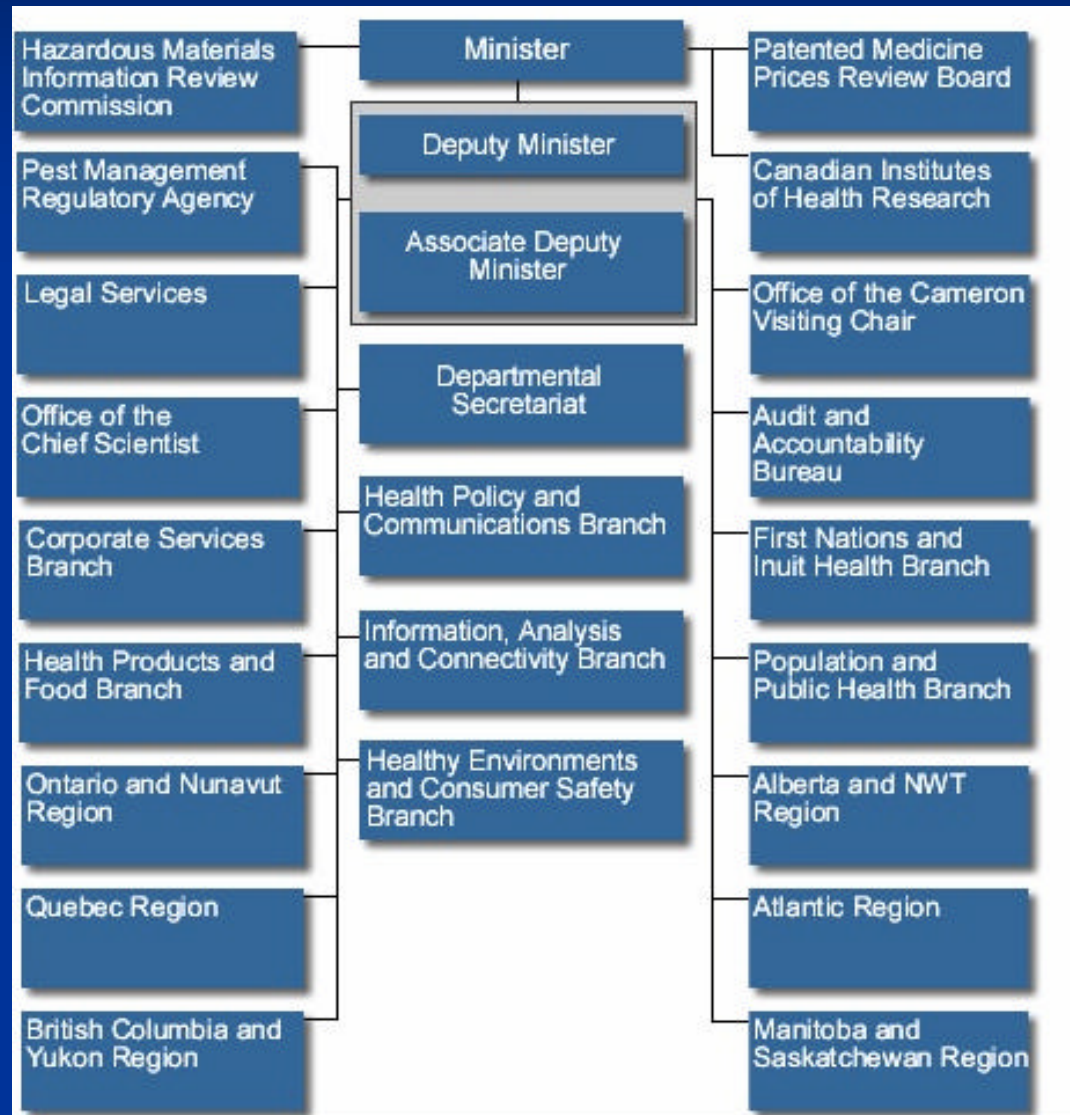 Hazardous Materials
Information Review
Commission
Minister
Patented Medicine
Prices Review Board
Deputy Minister
Pest Management
Regulatory Agency
Canadian Institutes
of Health Research
Associate Deputy
Minister
Legal Services
Office of the Cameron
Visiting Chair
Departmental
Secretariat
Office of the
Chief Scientist
Audit and
Accountability
Bureau
Health Policy and
Communications Branch
Corporate Services
Branch
First Nations and
Inuit Health Branch
Information, Analysis
and Connectivity Branch
Health Products and
Food Branch
Population and
Public Health Branch
Healthy Environments
and Consumer Safety
Branch
Ontario and Nunavut
Region
Alberta and NWT
Region
Quebec Region
Atlantic Region
British Columbia and
Yukon Region
Manitoba and
Saskatchewan Region